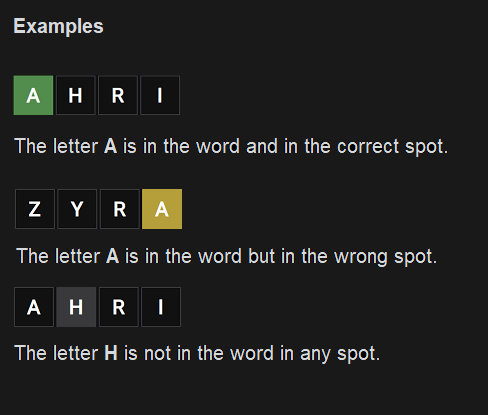 Examples
A H R I
The letter A is in the word and in the correct spot.
Z Y R A
The letter A is in the word but in the wrong spot.
A H R I
The letter H is not in the word in any spot.